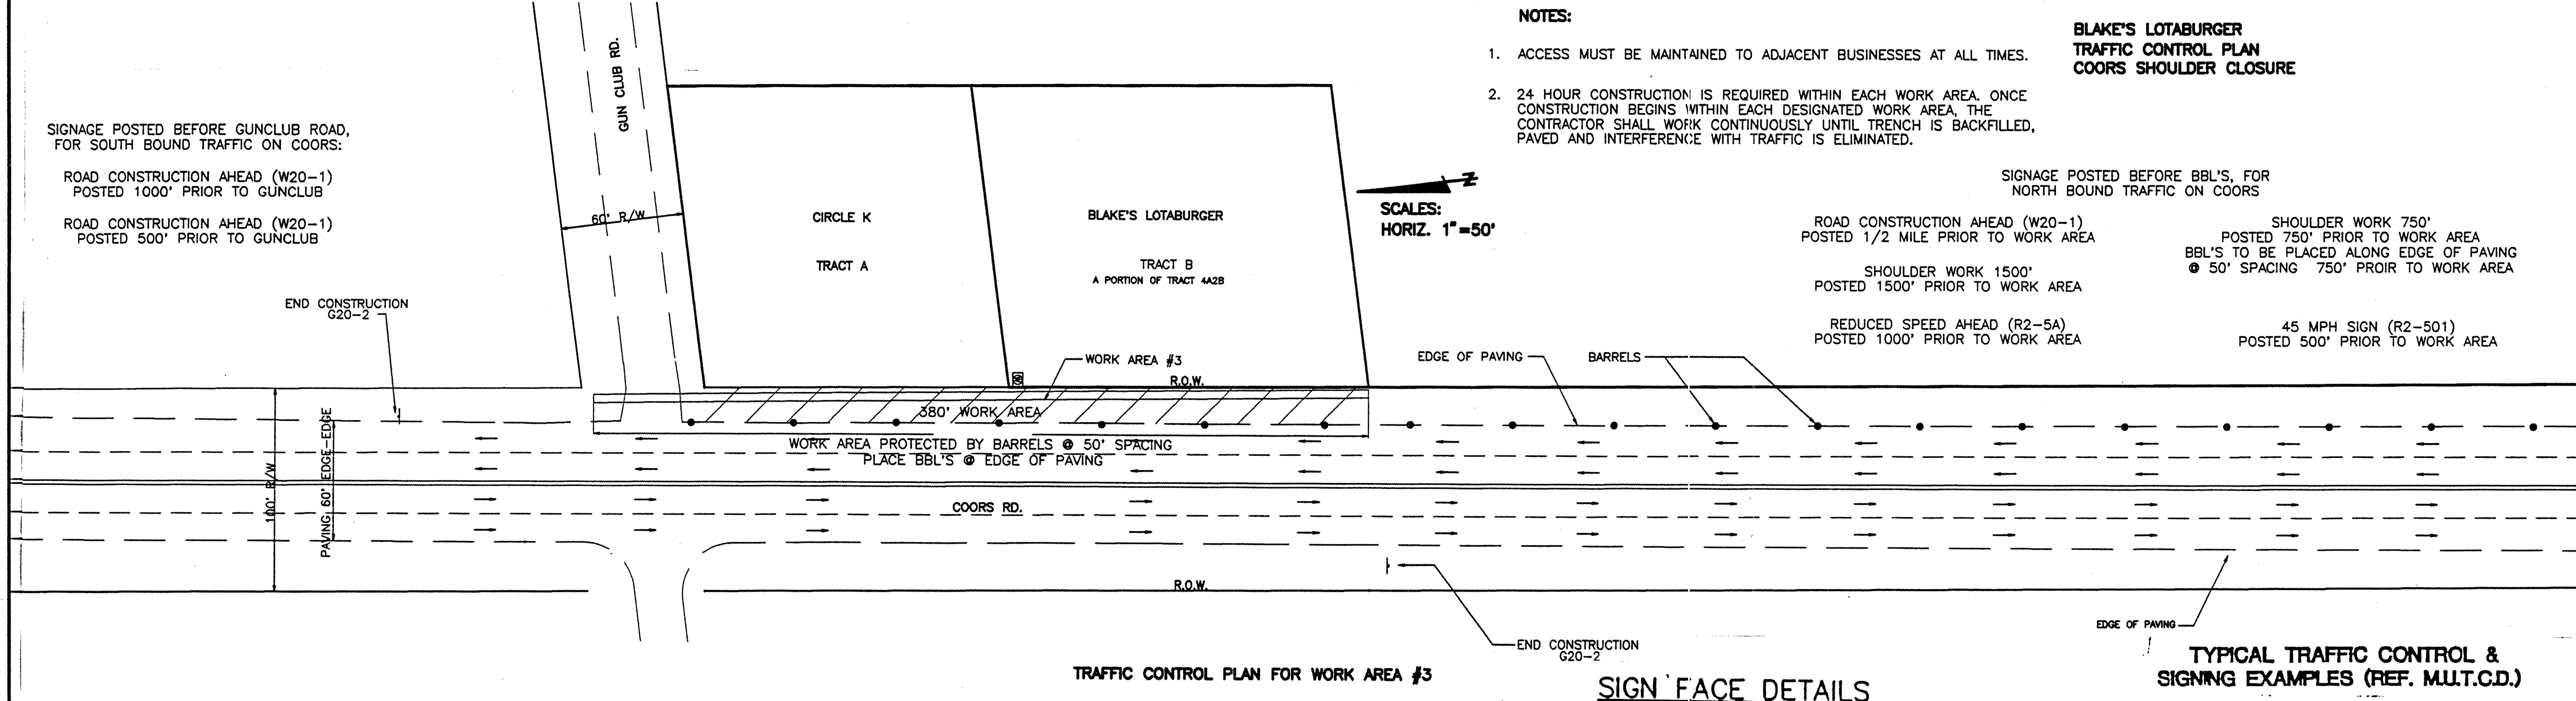 NOTES:
1. ACCESS MUST BE MAINTAINED TO ADJACENT BUSINESSES AT ALL TIMES.
2. 24 HOUR CONSTRUCTION IS REQUIRED WITHIN EACH WORK AREA. ONCE
CONSTRUCTION BEGINS WITHIN EACH DESIGNATED WORK AREA, THE
CONTRACTOR SHALL WORK CONTINUOUSLY UNTIL TRENCH IS BACKFILLED,
PAVED AND INTERFERENCE WITH TRAFFIC IS ELIMINATED.
BLAKE'S LOTABURGER
TRAFFIC CONTROL PLAN
COORS SHOULDER CLOSURE
SIGNAGE POSTED BEFORE GUNCLUB ROAD,
FOR SOUTH BOUND TRAFFIC ON COORS:
ROAD CONSTRUCTION AHEAD (W20-1)
POSTED 1000' PRIOR TO GUNCLUB
ROAD CONSTRUCTION AHEAD (W20-1)
POSTED 500' PRIOR TO GUNCLUB
END CONSTRUCTION
G20-2
GUN CLUB RD.
60' R/W
CIRCLE K
TRACT A
BLAKE'S LOTABURGER
TRACT B
A PORTION OF TRACT 4A2B
Z
SCALES:
HORIZ. 1"=50'
SIGNAGE POSTED BEFORE BBL'S, FOR
NORTH BOUND TRAFFIC ON COORS
ROAD CONSTRUCTION AHEAD (W20-1)
POSTED 1/2 MILE PRIOR TO WORK AREA
SHOULDER WORK 1500'
POSTED 1500' PRIOR TO WORK AREA
REDUCED SPEED AHEAD (R2-5A)
POSTED 1000' PRIOR TO WORK AREA
SHOULDER WORK 750'
POSTED 750' PRIOR TO WORK AREA
BBL'S TO BE PLACED ALONG EDGE OF PAVING
@ 50' SPACING 750' PROIR TO WORK AREA
45 MPH SIGN (R2-501)
POSTED 500' PRIOR TO WORK AREA
WORK AREA #3
EDGE OF PAVING
BARRELS
R.O.W.
380' WORK AREA
WORK AREA PROTECTED BY BARRELS @ 50' SPACING
PLACE BBL'S @ EDGE OF PAVING
100' R/W
PAVING 60' EDGE-EDGE
COORS RD.
R.O.W.
END CONSTRUCTION
G20-2
EDGE OF PAVING
TRAFFIC CONTROL PLAN FOR WORK AREA #3
SIGN FACE DETAILS
TYPICAL TRAFFIC CONTROL &
SIGNING EXAMPLES (REF. M.U.T.C.D.)